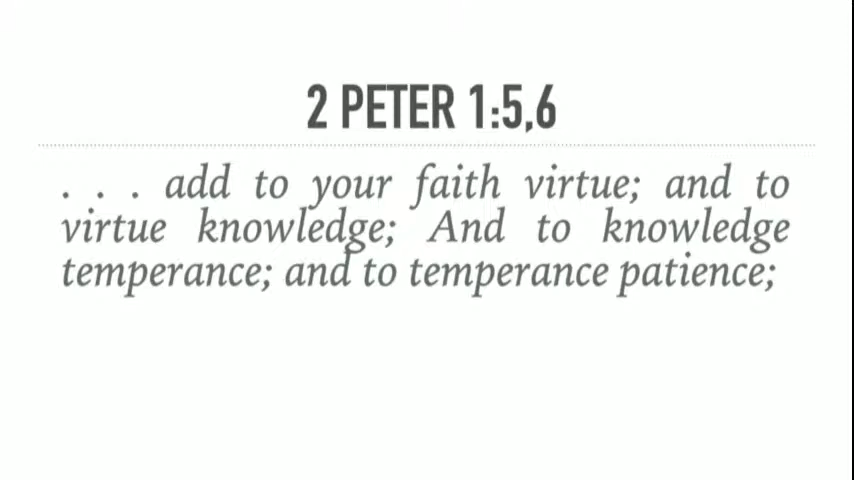 2 PETER 1:5,6
. . . add to your faith virtue; and to
virtue knowledge; And to knowledge
temperance; and to temperance patience;